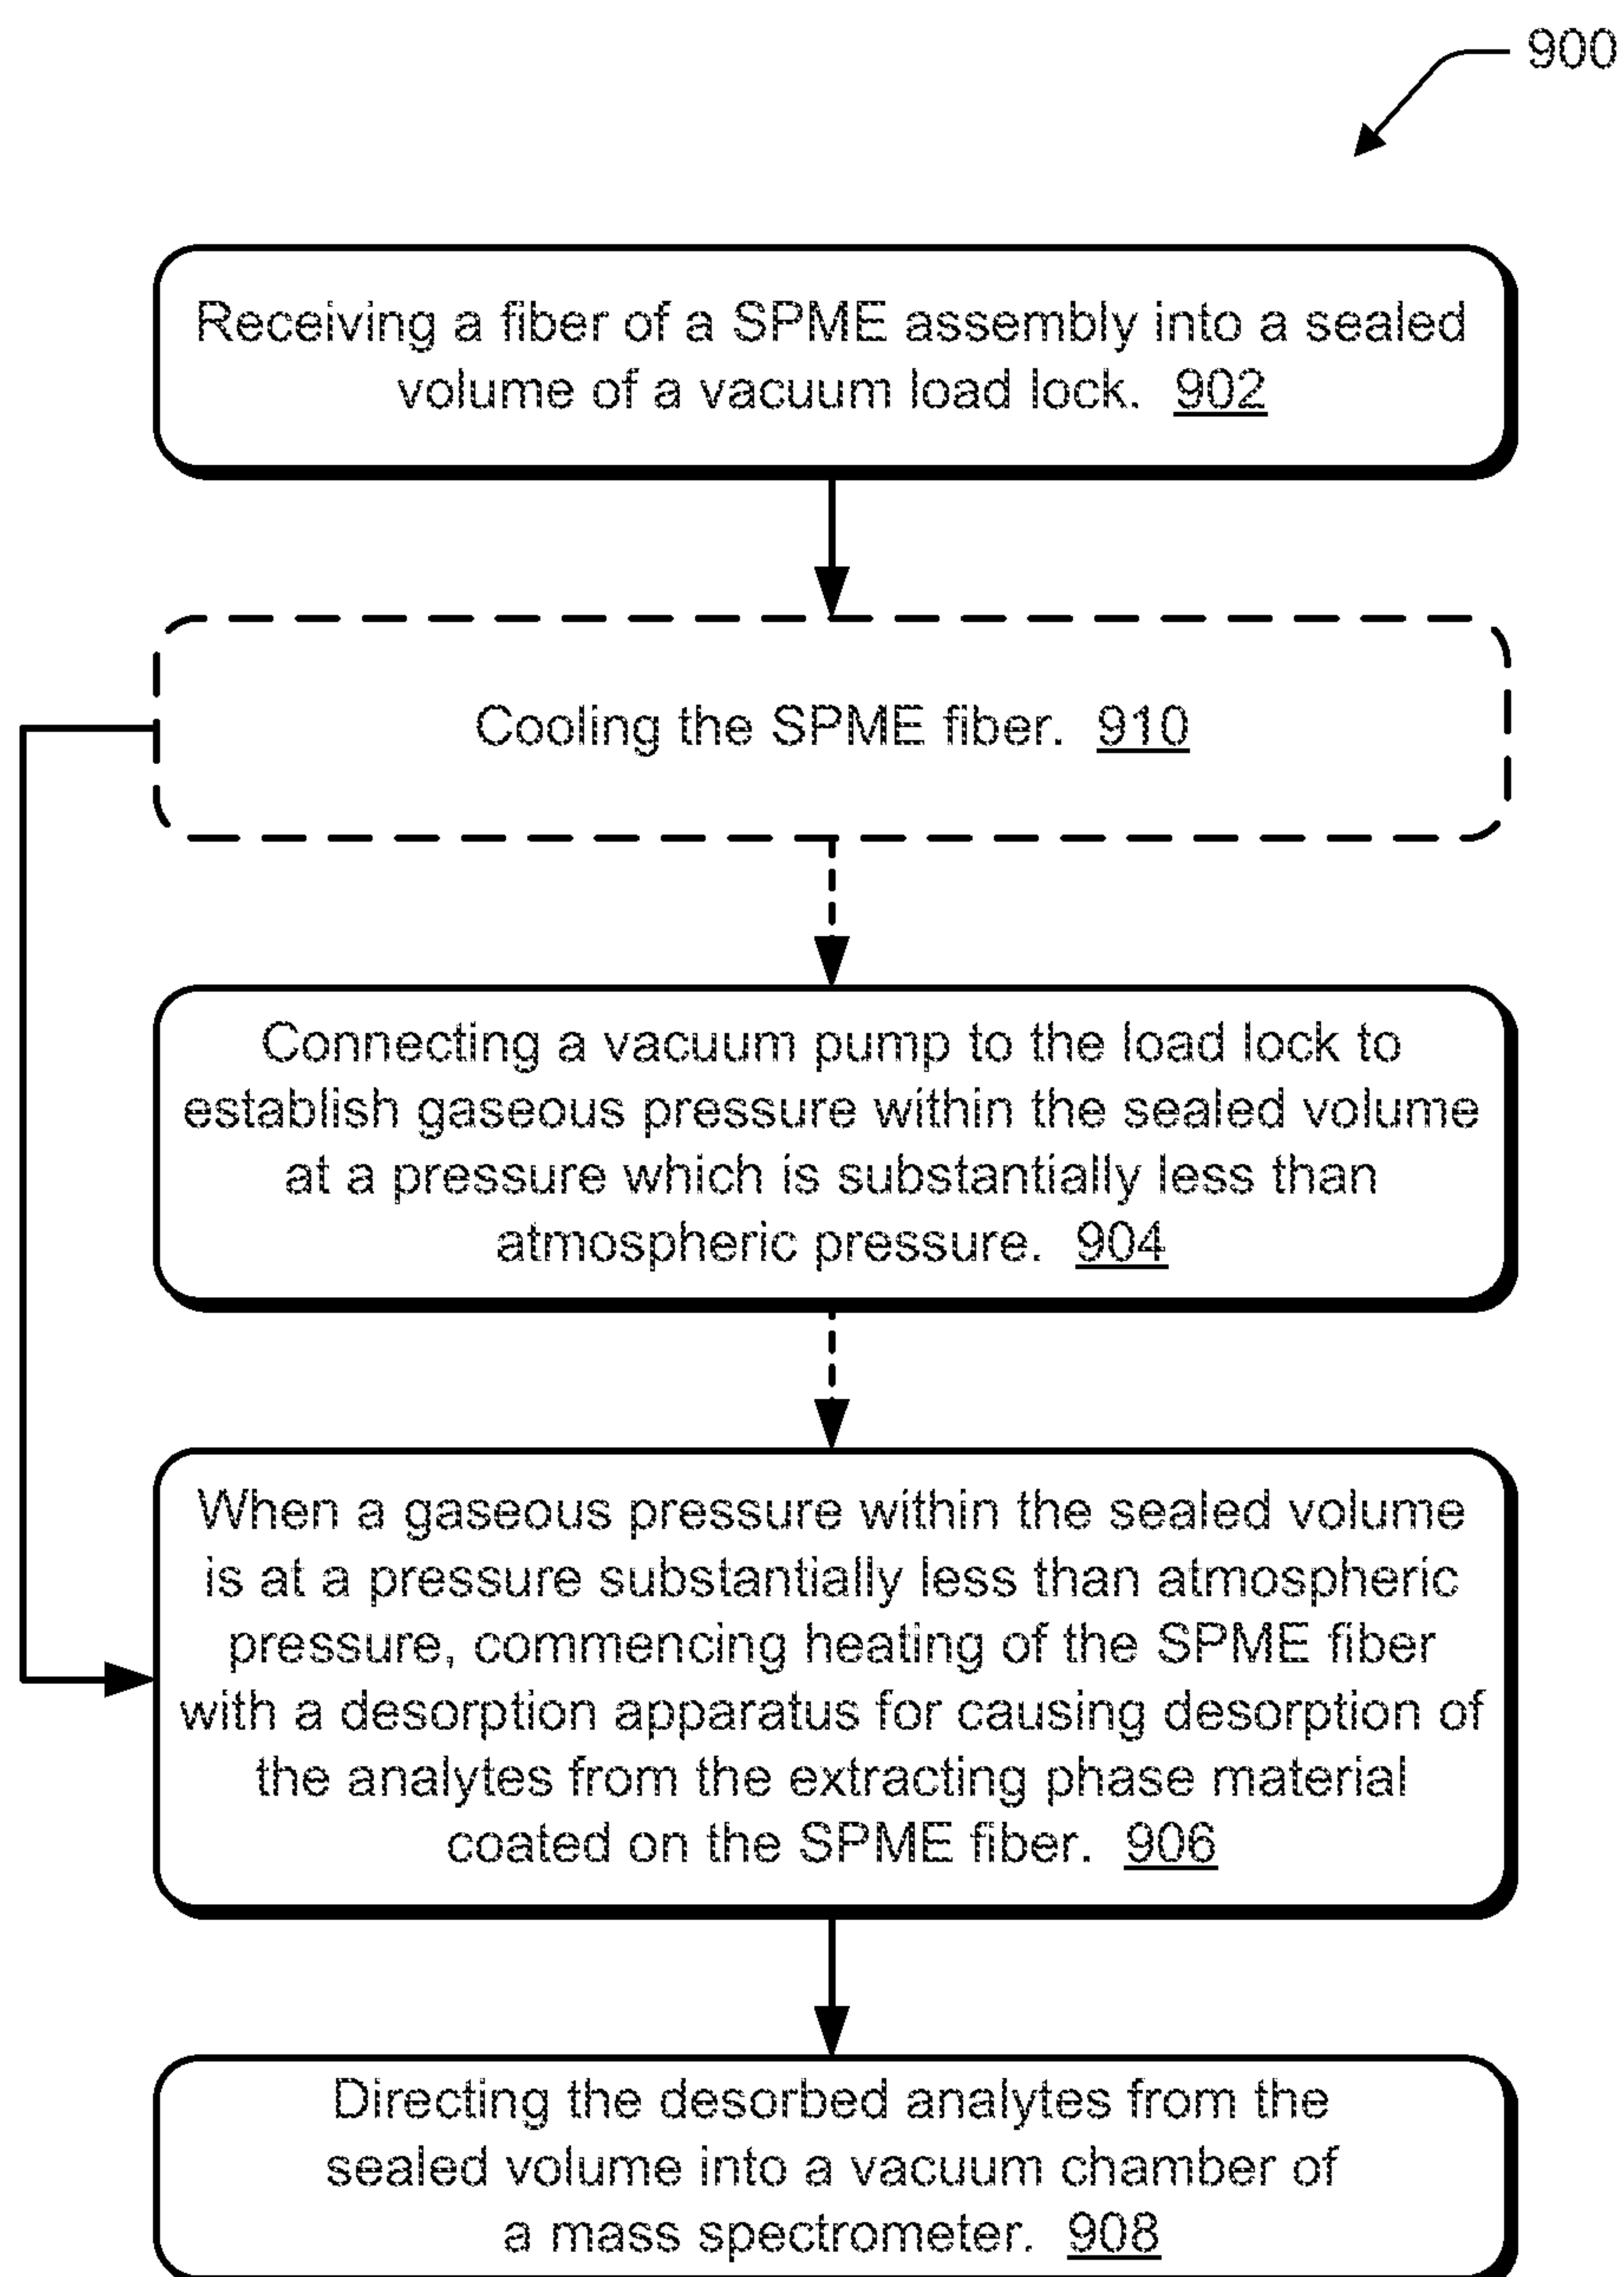 900
Receiving a fiber of a SPME assembly into a sealed
volume of a vacuum load lock. 902
Cooling the SPME fiber. 910
Connecting a vacuum pump to the load lock to
establish gaseous pressure within the sealed volume
at a pressure which is substantially less than
atmospheric pressure. 904
When a gaseous pressure within the sealed volume
is at a pressure substantially less than atmospheric
pressure, commencing heating of the SPME fiber
with a desorption apparatus for causing desorption of
the analytes from the extracting phase material
coated on the SPME fiber. 906
Directing the desorbed analytes from the
sealed volume into a vacuum chamber of
a mass spectrometer. 908